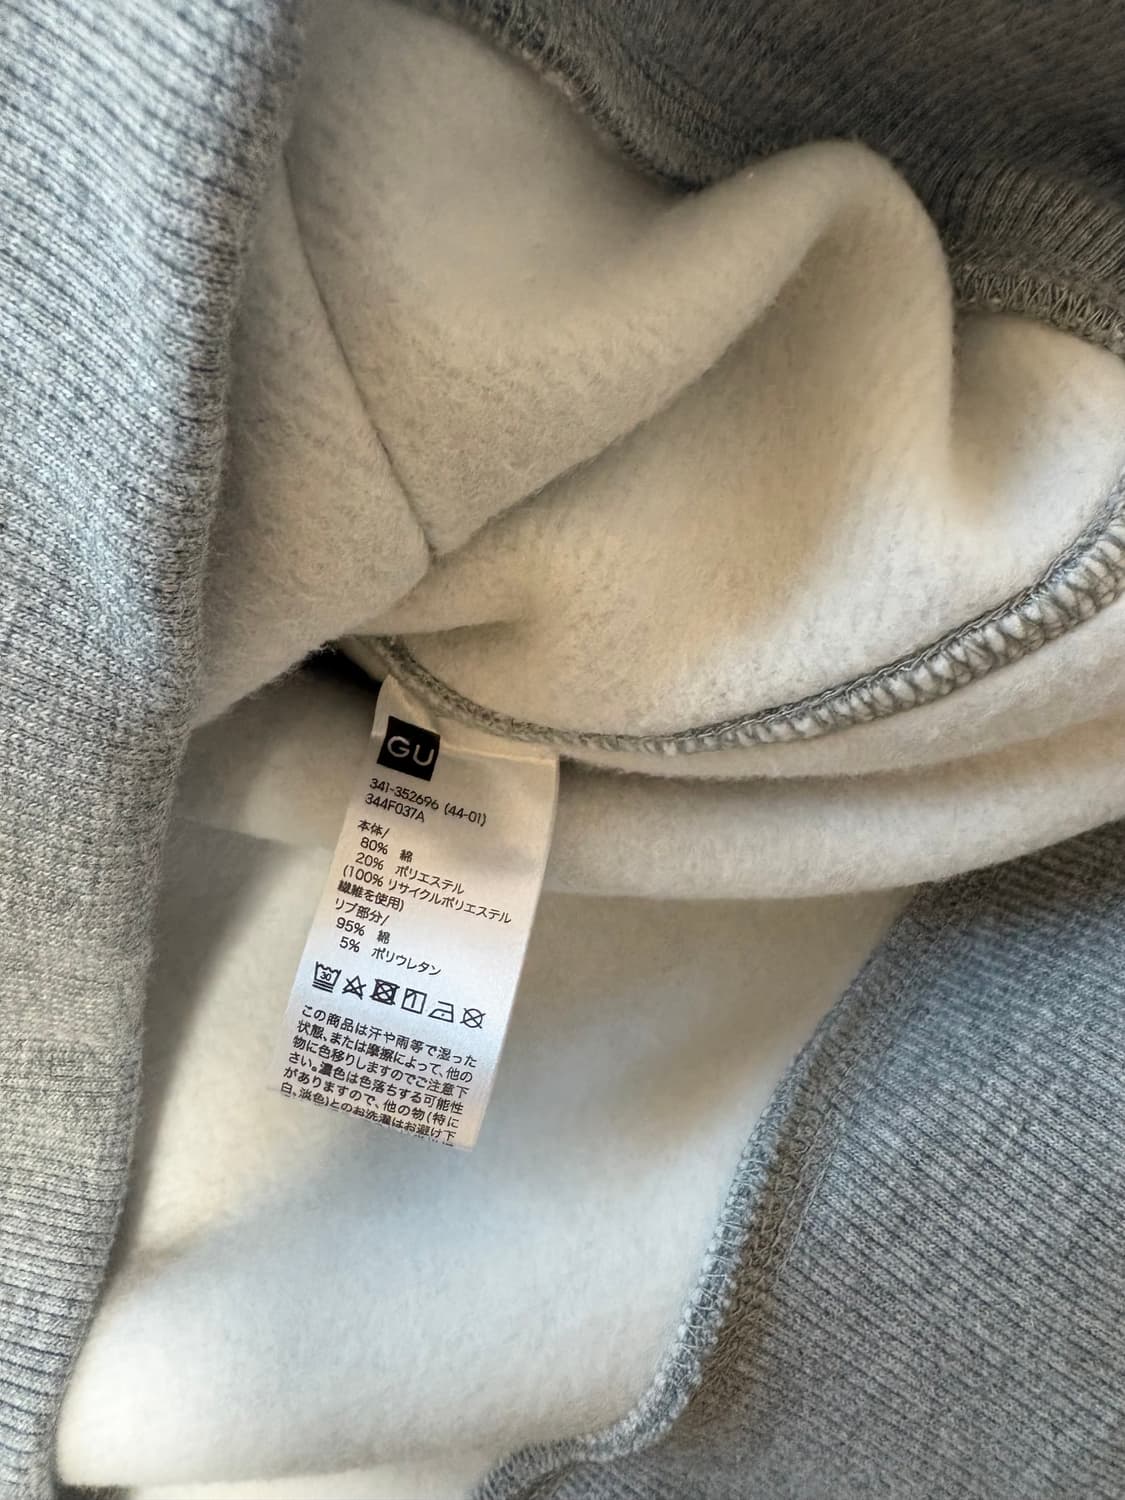 GU
341-352696 (44-01)
344F037A
本体/
80% 綿
20% ポリエステル
(100% リサイクルポリエステル
繊維を使用)
リブ部分/
95% 綿
5% ポリウレタン
30
この商品は汗や雨等で湿った
状態、または摩擦によって、他の
物に色移りしますのでご注意下
さい。濃色は色落ちする可能性
がありますので、他の物(特に
白、淡色)とのお洗濯はお避け下